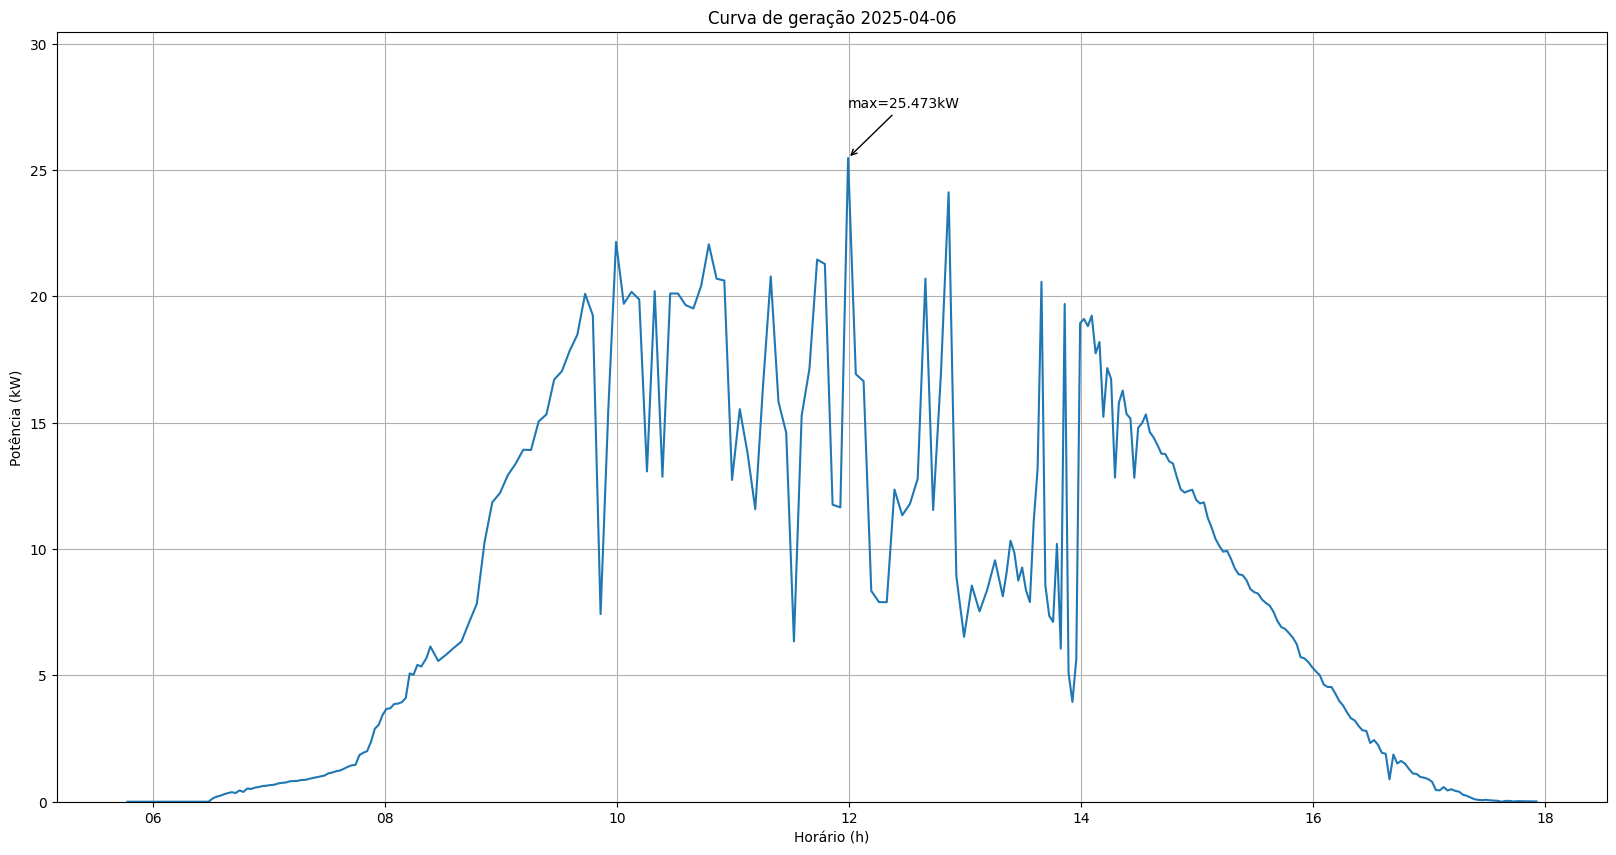 Curva de geração 2025-04-06
30
max=25.473kW
25
20
15
Potência (kW)
10
5
0
06 08 10 12 14 16 18
Horário (h)